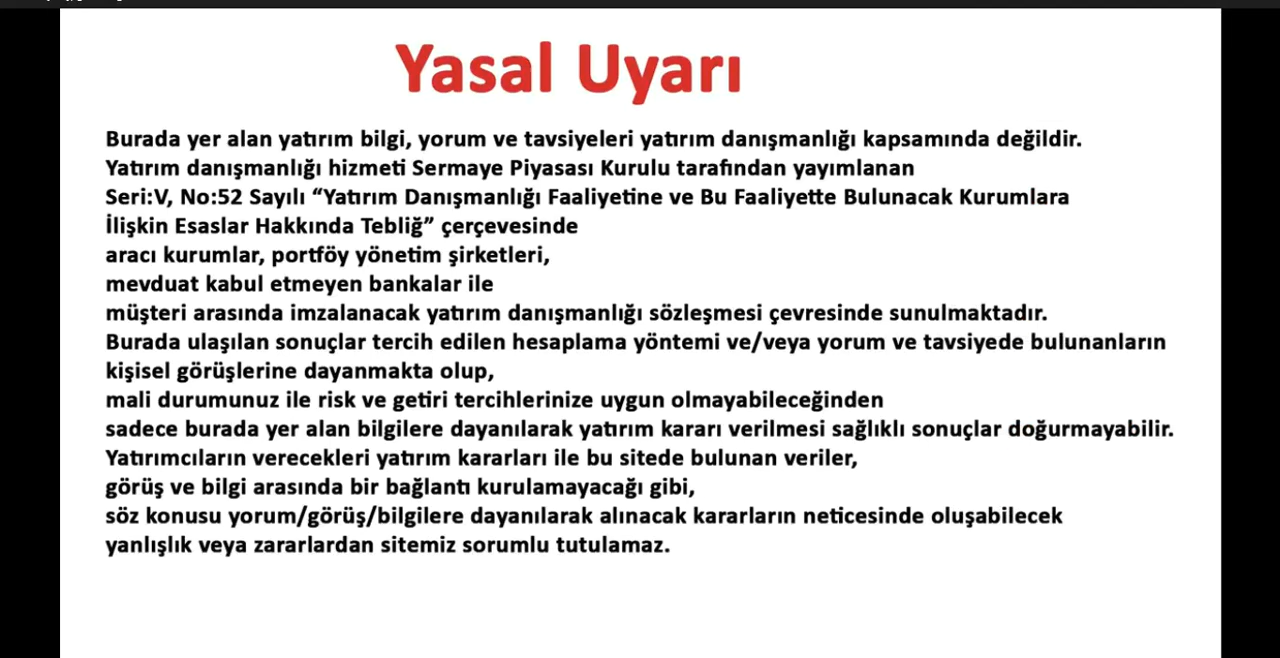 Yasal Uyarı
Burada yer alan yatırım bilgi, yorum ve tavsiyeleri yatırım danışmanlığı kapsamında değildir.
Yatırım danışmanlığı hizmeti Sermaye Piyasası Kurulu tarafından yayımlanan
Seri:V, No:52 Sayılı “Yatırım Danışmanlığı Faaliyetine ve Bu Faaliyette Bulunacak Kurumlara
İlişkin Esaslar Hakkında Tebliğ” çerçevesinde
aracı kurumlar, portföy yönetim şirketleri,
mevduat kabul etmeyen bankalar ile
müşteri arasında imzalanacak yatırım danışmanlığı sözleşmesi çevresinde sunulmaktadır.
Burada ulaşılan sonuçlar tercih edilen hesaplama yöntemi ve/veya yorum ve tavsiyede bulunanların
kişisel görüşlerine dayanmakta olup,
mali durumunuz ile risk ve getiri tercihlerinize uygun olmayabileceğinden
sadece burada yer alan bilgilere dayanılarak yatırım kararı verilmesi sağlıklı sonuçlar doğurmayabilir.
Yatırımcıların verecekleri yatırım kararları ile bu sitede bulunan veriler,
görüş ve bilgi arasında bir bağlantı kurulamayacağı gibi,
söz konusu yorum/görüş/bilgilere dayanılarak alınacak kararların neticesinde oluşabilecek
yanlışlık veya zararlardan sitemiz sorumlu tutulamaz.